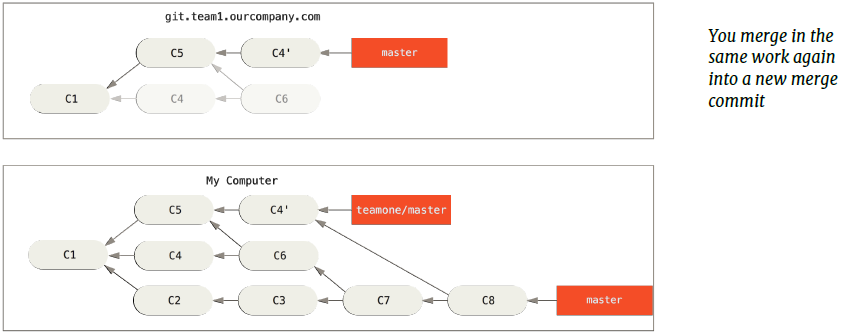 git.team1.ourcompany.com
C5
C4'
master
C1
C4
C6
You merge in the
same work again
into a new merge
commit
My Computer
C5
C4'
teamone/master
C1
C4
C6
C2
C3
C7
C8
master